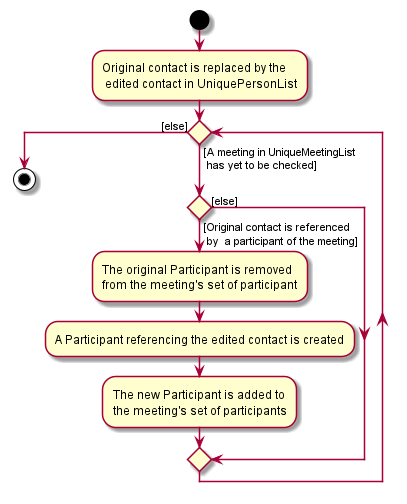 Original contact is replaced by the
edited contact in UniquePersonList
[else]
[A meeting in UniqueMeetingList
has yet to be checked]
[else]
[Original contact is referenced
by  a participant of the meeting]
The original Participant is removed
from the meeting's set of participant
A Participant referencing the edited contact is created
The new Participant is added to
the meeting's set of participants